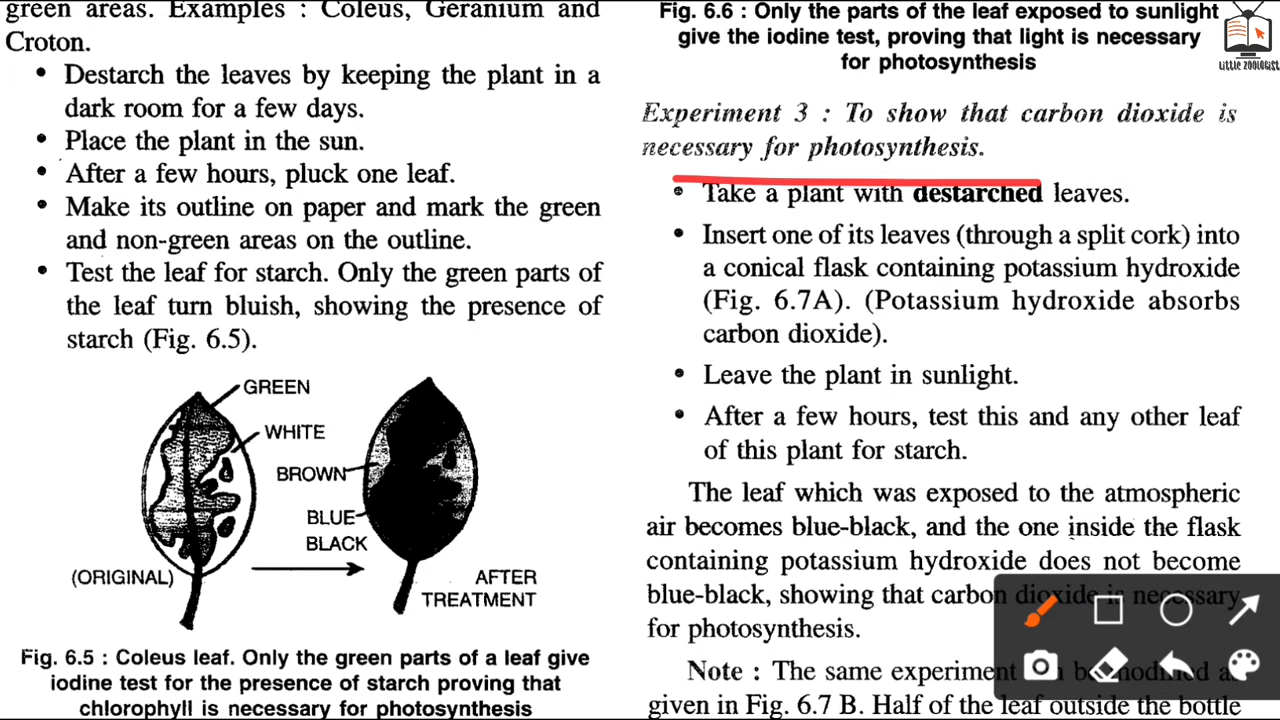 green areas. Examples : Coleus, Geranium and
Croton.
• Destarch the leaves by keeping the plant in a
dark room for a few days.
• Place the plant in the sun.
• After a few hours, pluck one leaf.
• Make its outline on paper and mark the green
and non-green areas on the outline.
• Test the leaf for starch. Only the green parts of
the leaf turn bluish, showing the presence of
starch (Fig. 6.5).
GREEN
WHITE
BROWN
BLUE
BLACK
(ORIGINAL)
AFTER
TREATMENT
Fig. 6.5 : Coleus leaf. Only the green parts of a leaf give
iodine test for the presence of starch proving that
chlorophyll is necessary for photosynthesis
Fig. 6.6 : Only the parts of the leaf exposed to sunlight
give the iodine test, proving that light is necessary
for photosynthesis
LITTLE ZOOLOGIST
Experiment 3 : To show that carbon dioxide is
necessary for photosynthesis.
• Take a plant with destarched leaves.
• Insert one of its leaves (through a split cork) into
a conical flask containing potassium hydroxide
(Fig. 6.7A). (Potassium hydroxide absorbs
carbon dioxide).
• Leave the plant in sunlight.
• After a few hours, test this and any other leaf
of this plant for starch.
The leaf which was exposed to the atmospheric
air becomes blue-black, and the one inside the flask
containing potassium hydroxide does not become
blue-black, showing that carbon dioxide is necessary
for photosynthesis.
Note : The same experiment can be modified as
given in Fig. 6.7 B. Half of the leaf outside the bottle